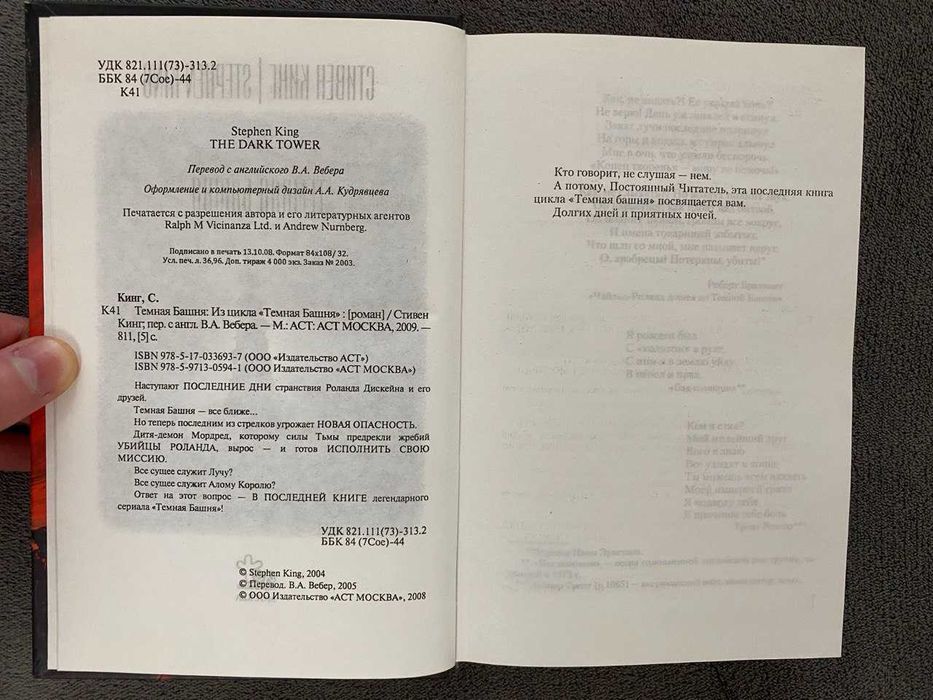 УДК 821.111(73)-313.2
ББК 84 (7Сое)-44
К41
Stephen King
THE DARK TOWER
Перевод с английского В.А. Вебера
Оформление и компьютерный дизайн А.А. Кудрявцева
Печатается с разрешения автора и его литературных агентов
Ralph M Vicinanza Ltd. и Andrew Nurnberg.
Подписано в печать 13.10.08. Формат 84x108/ 32.
Усл. печ. л. 36,96. Доп. тираж 4 000 экз. Заказ № 2003.
Кинг, С.
К41 Темная Башня: Из цикла «Темная Башня» : [роман] / Стивен
Кинг; пер. с англ. В.А. Вебера. — М.: АСТ: АСТ МОСКВА, 2009. —
811, [5] с.
ISBN 978-5-17-033693-7 (ООО «Издательство АСТ»)
ISBN 978-5-9713-0594-1 (ООО Издательство «АСТ МОСКВА»)
Наступают ПОСЛЕДНИЕ ДНИ странствия Роланда Дискейна и его
друзей.
Темная Башня — все ближе...
Но теперь последним из стрелков угрожает НОВАЯ ОПАСНОСТЬ.
Дитя-демон Мордред, которому силы Тьмы предрекли жребий
УБИЙЦЫ РОЛАНДА, вырос — и готов ИСПОЛНИТЬ СВОЮ
МИССИЮ.
Все сущее служит Лучу?
Все сущее служит Алому Королю?
Ответ на этот вопрос — В ПОСЛЕДНЕЙ КНИГЕ легендарного
сериала «Темная Башня»!
УДК 821.111(73)-313.2
ББК 84 (7Сое)-44
© Stephen King, 2004
© Перевод. В.А. Вебер, 2005
© ООО Издательство «АСТ МОСКВА», 2008
Кто говорит, не слушая — нем.
А потому, Постоянный Читатель, эта последняя книга
цикла «Темная башня» посвящается вам.
Долгих дней и приятных ночей.